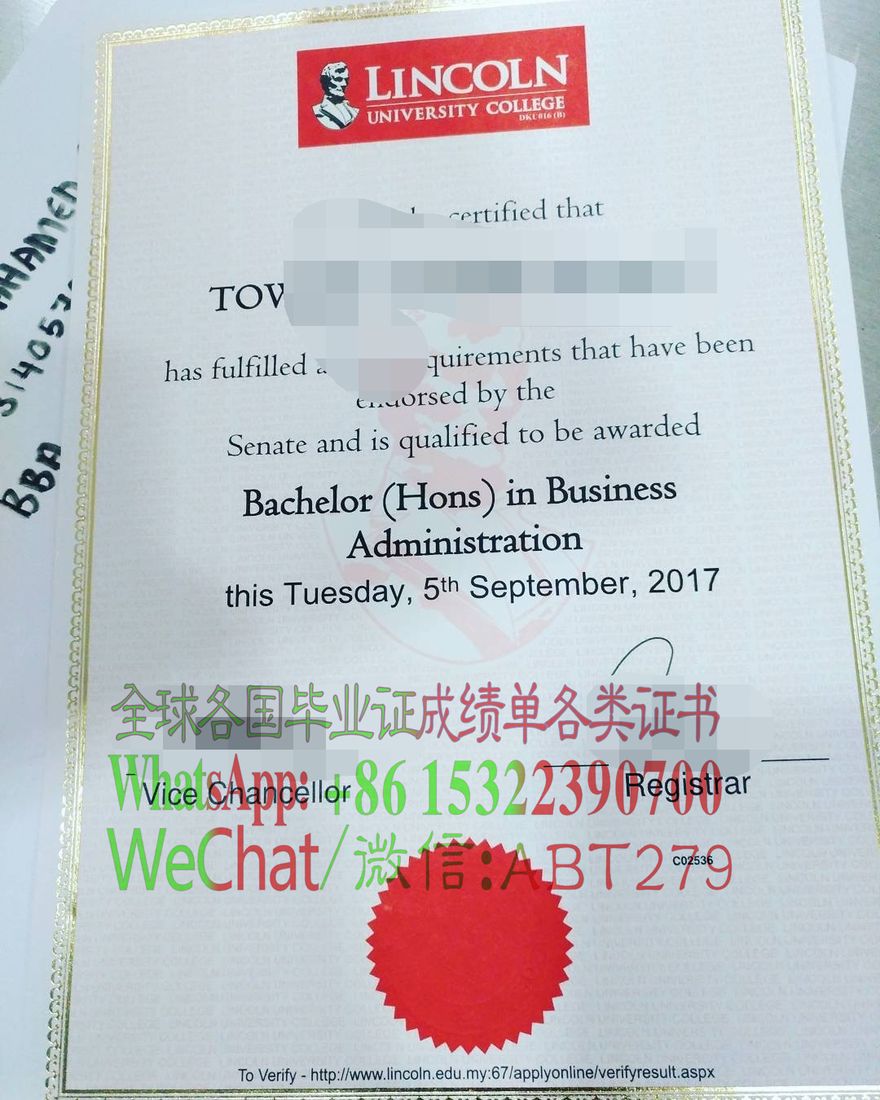 LINCOLN
UNIVERSITY COLLEGE
DKU 016 (B)
certified that
TOW
has fulfilled quirements that have been
endorsed by the
Senate and is qualified to be awarded
Bachelor (Hons) in Business
Administration
this Tuesday, 5th September, 2017
全球各国毕业证成绩单各类证书
WhatsApp: +86 15322390700
Vice Chancellor
Registrar
WeChat/微信:ABT279
C02536
To Verify - http://www.lincoln.edu.my:67/applyonline/verifyresult.aspx
BBA